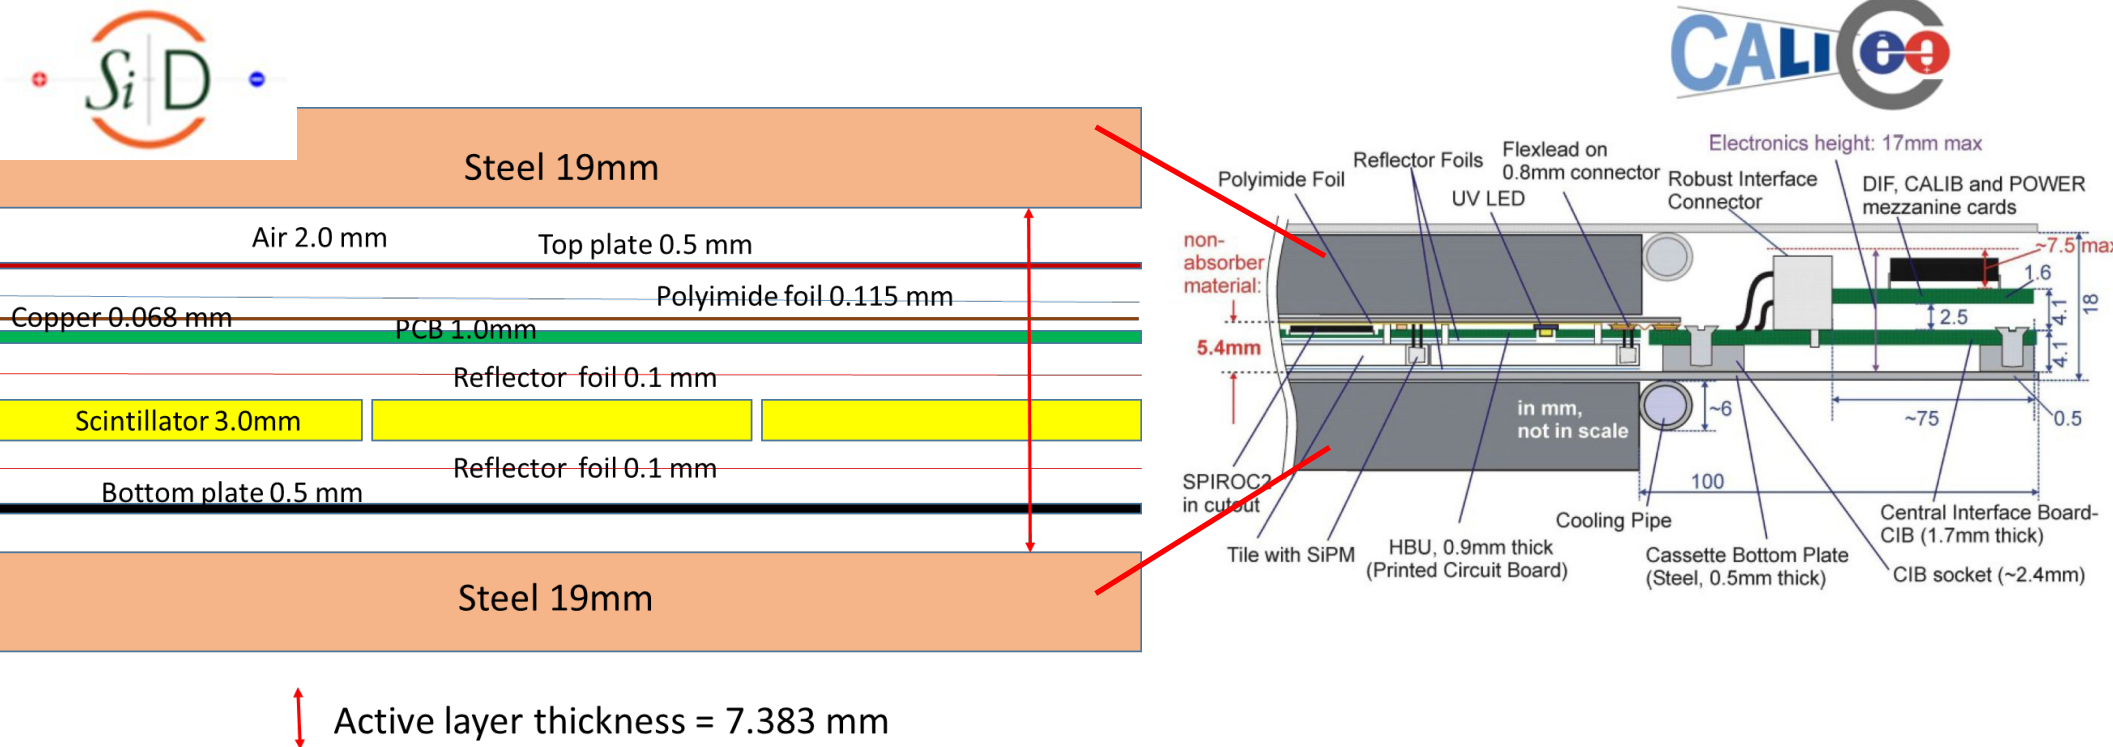 Si D
CALICe
Steel 19mm
Air 2.0 mm
Top plate 0.5 mm
Polyimide foil 0.115 mm
Copper 0.068 mm
PCB 1.0mm
Reflector foil 0.1 mm
Scintillator 3.0mm
Reflector foil 0.1 mm
Bottom plate 0.5 mm
Steel 19mm
Active layer thickness = 7.383 mm
Electronics height: 17mm max
Polyimide Foil
Reflector Foils
UV LED
Flexlead on
0.8mm connector
Robust Interface
Connector
DIF, CALIB and POWER
mezzanine cards
non-
absorber
material:
5.4mm
~7.5 max
1.6
18
4.1
2.5
4.1
in mm,
not in scale
~6
~75
0.5
100
SPIROC2
in cutout
Tile with SiPM
HBU, 0.9mm thick
(Printed Circuit Board)
Cooling Pipe
Cassette Bottom Plate
(Steel, 0.5mm thick)
Central Interface Board-
CIB (1.7mm thick)
CIB socket (~2.4mm)